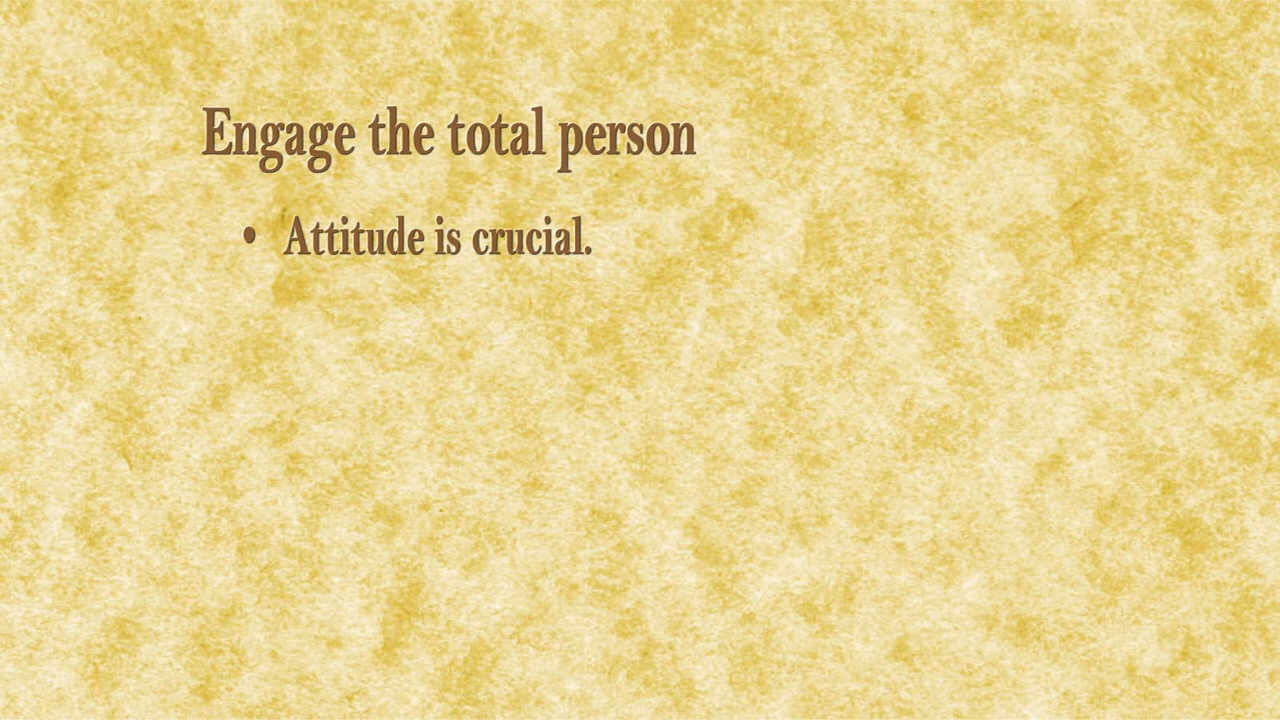 Engage the total person
• Attitude is crucial.